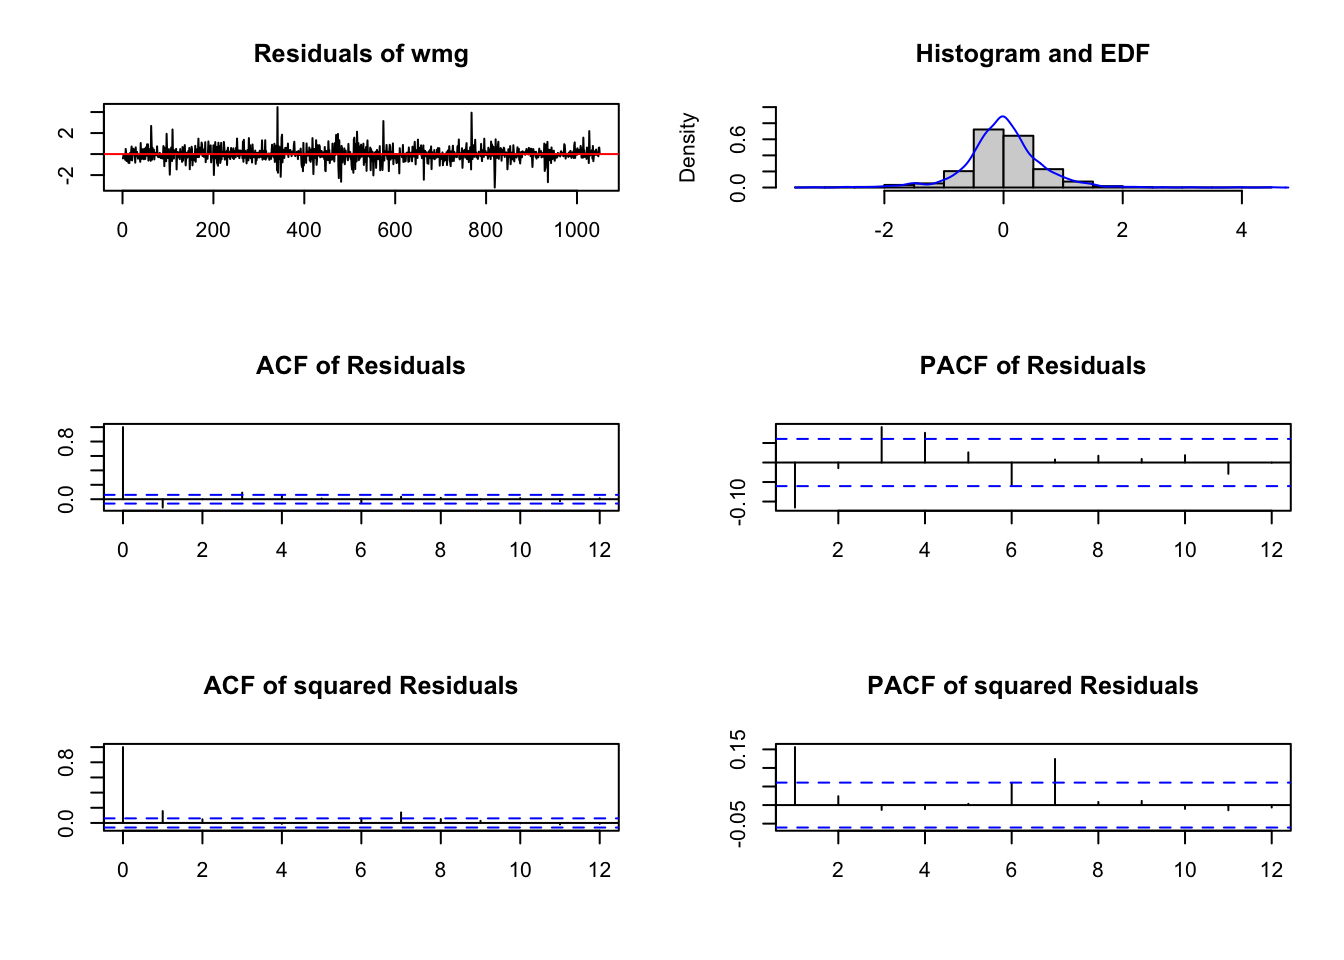 Residuals of wmg
2
-2
0 200 400 600 800 1000
Histogram and EDF
Density
0.6
0.0
-2 0 2 4
ACF of Residuals
0.8
0.0
0 2 4 6 8 10 12
PACF of Residuals
-0.10
2 4 6 8 10 12
ACF of squared Residuals
0.8
0.0
0 2 4 6 8 10 12
PACF of squared Residuals
0.15
-0.05
2 4 6 8 10 12